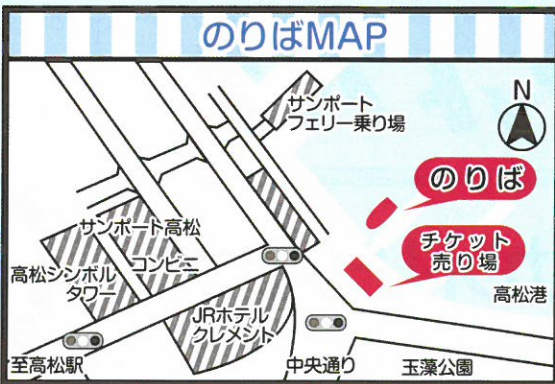 のりばMAP
サンポート
フェリー乗り場
N
のりば
チケット
売り場
高松港
サンポート高松
コンビニ
高松シンボル
タワー
JRホテル
クレメント
至高松駅
中央通り
玉藻公園